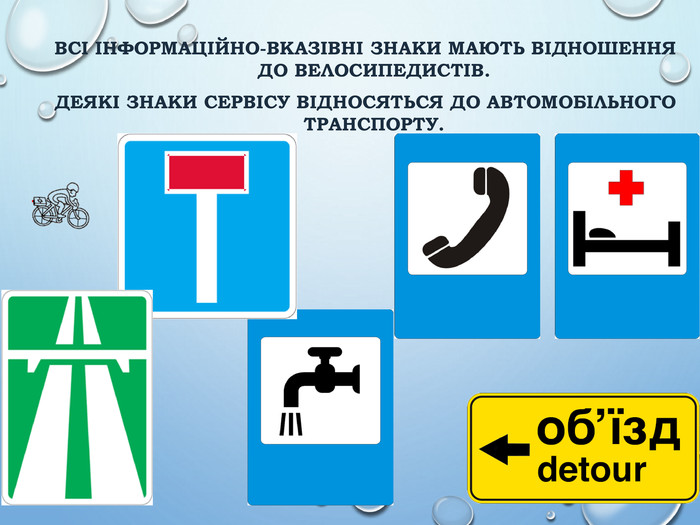 ВСІ ІНФОРМАЦІЙНО-ВКАЗІВНІ ЗНАКИ МАЮТЬ ВІДНОШЕННЯ
ДО ВЕЛОСИПЕДИСТІВ.
ДЕЯКІ ЗНАКИ СЕРВІСУ ВІДНОСЯТЬСЯ ДО АВТОМОБІЛЬНОГО
ТРАНСПОРТУ.
об’їзд
detour